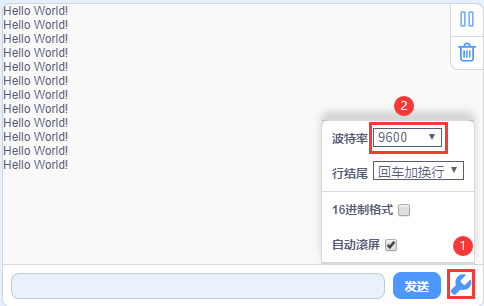 Hello World!
Hello World!
Hello World!
Hello World!
Hello World!
Hello World!
Hello World!
Hello World!
Hello World!
Hello World!
Hello World!
Hello World!
2
波特率 9600
行结尾 回车加换行
16进制格式
自动滚屏
1
发送